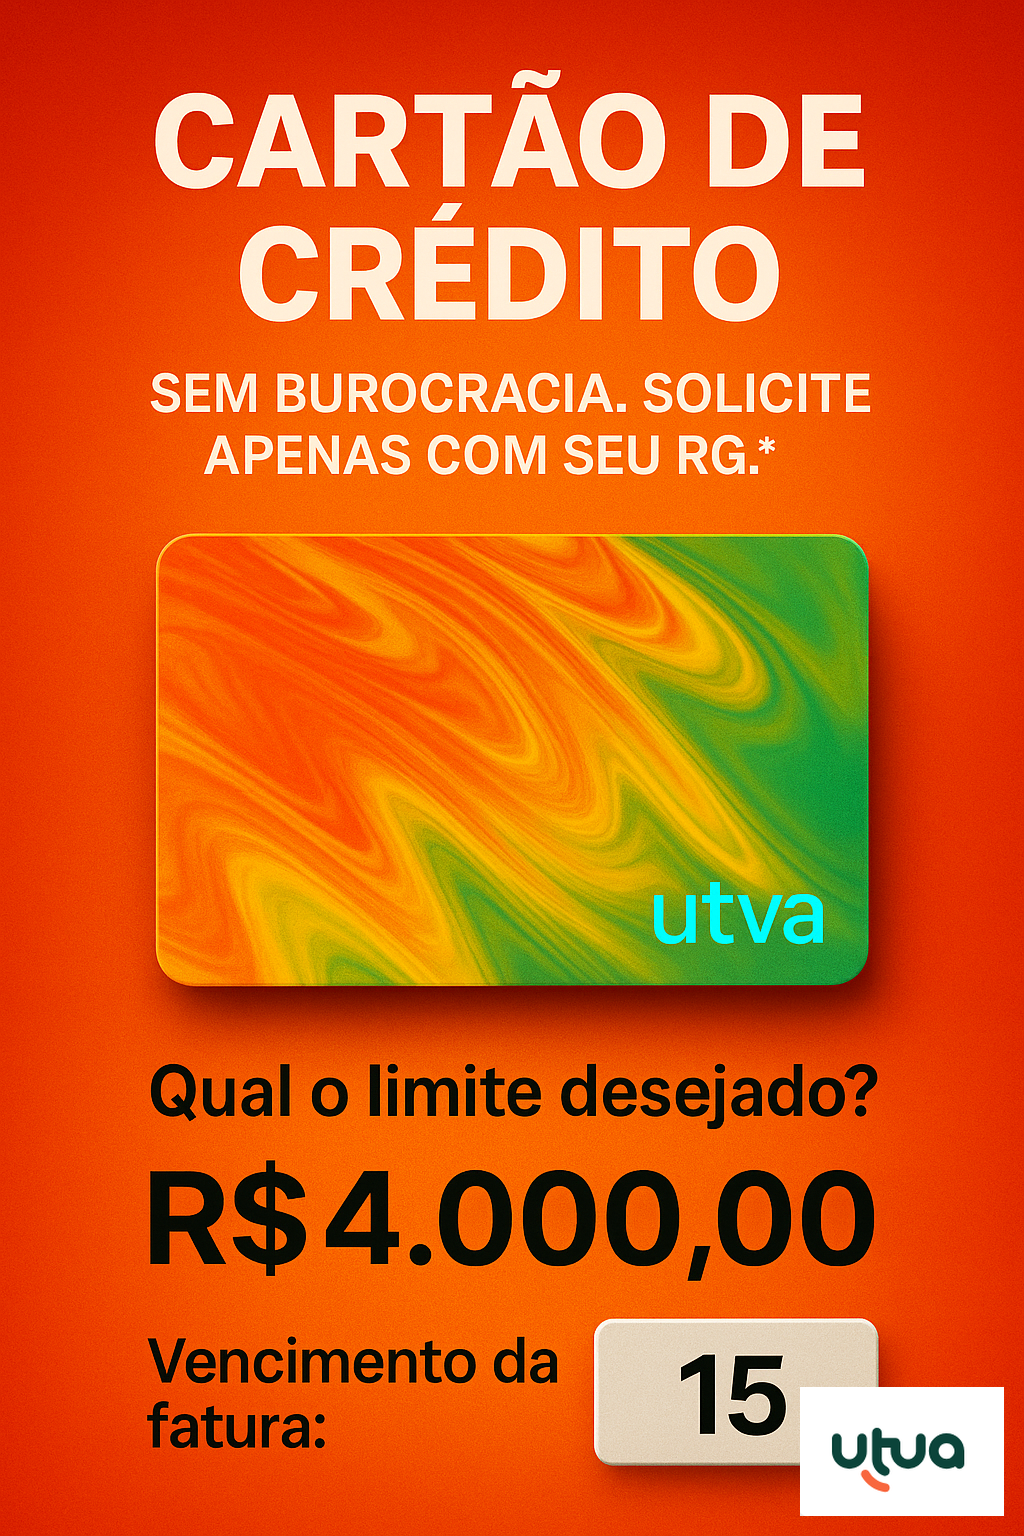 CARTÃO DE
CRÉDITO
SEM BUROCRACIA. SOLICITE
APENAS COM SEU RG.*
utva
Qual o limite desejado?
R$ 4.000,00
Vencimento da
fatura:
15
utua